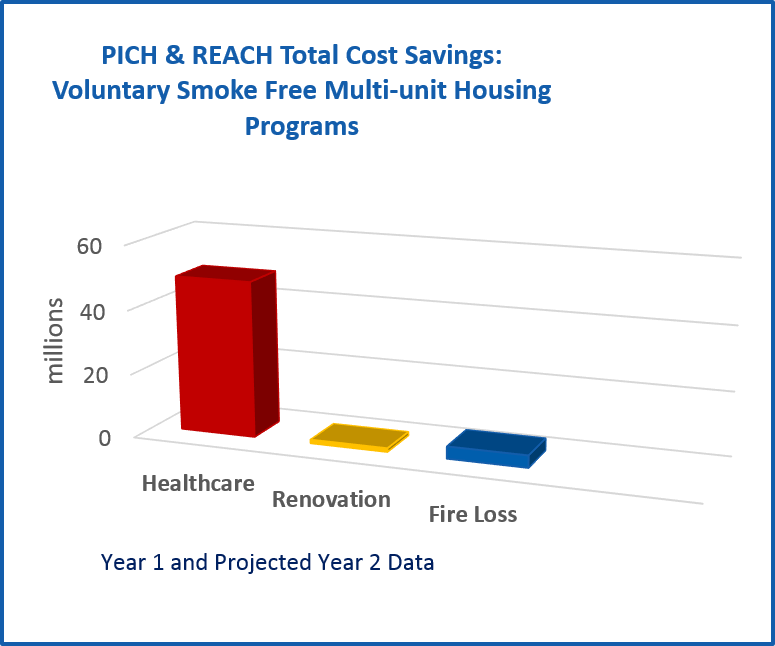 PICH & REACH Total Cost Savings:
Voluntary Smoke Free Multi-unit Housing
Programs
60
40
20
0
millions
Healthcare
Renovation
Fire Loss
Year 1 and Projected Year 2 Data